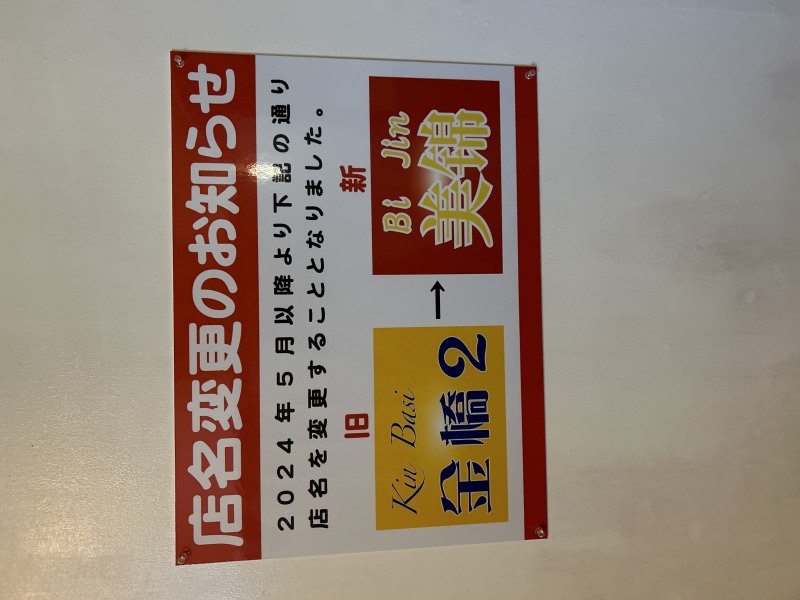 店名変更のお知らせ
2024年5月以降より下記の通り
店名を変更することとなりました。
旧
Kin Basi
金橋2
→
新
Bi Jin
美錦